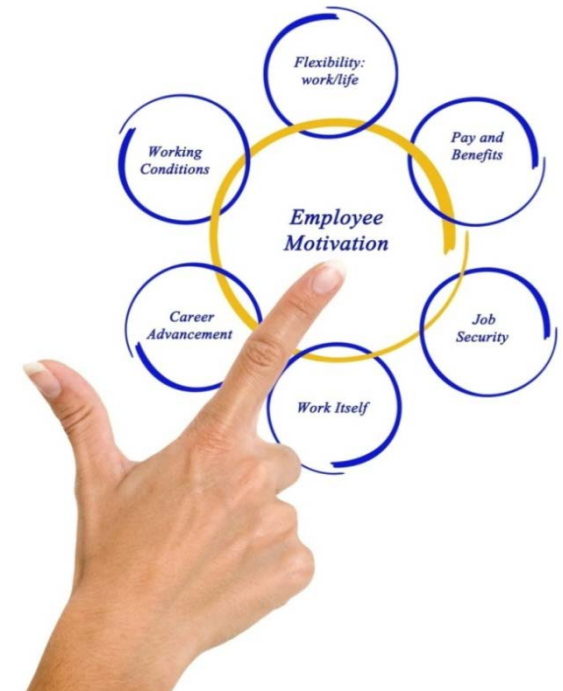 Flexibility:
work/life
Pay and
Benefits
Working
Conditions
Employee
Motivation
Career
Advancement
Job
Security
Work Itself